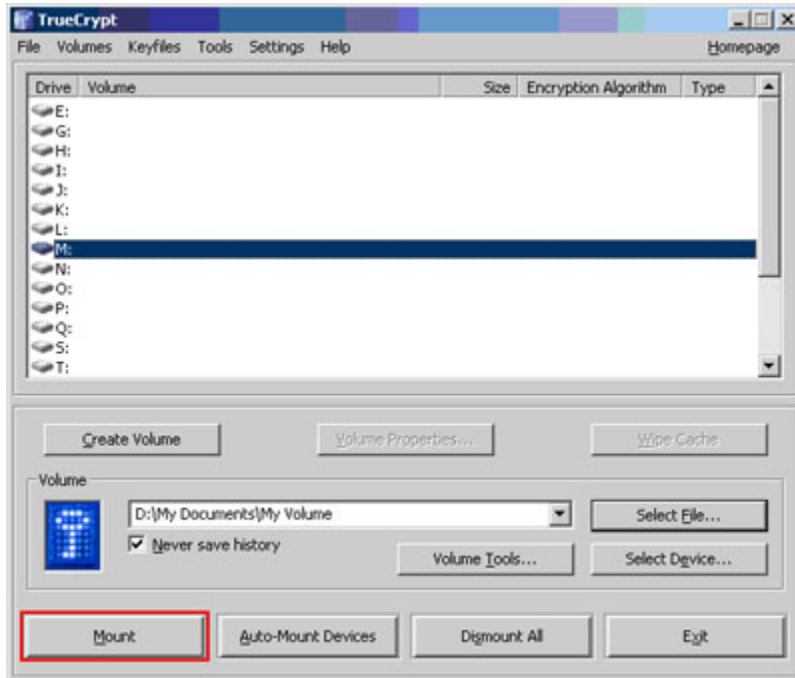 TrueCrypt
File Volumes Keyfiles Tools Settings Help Homepage
Drive Volume Size Encryption Algorithm Type
E:
G:
H:
I:
J:
K:
L:
M:
N:
O:
P:
Q:
S:
T:
Create Volume Volume Properties... Wipe Cache
Volume
D:\My Documents\My Volume Select File...
Never save history
Volume Tools... Select Device...
Mount Auto-Mount Devices Dismount All Exit